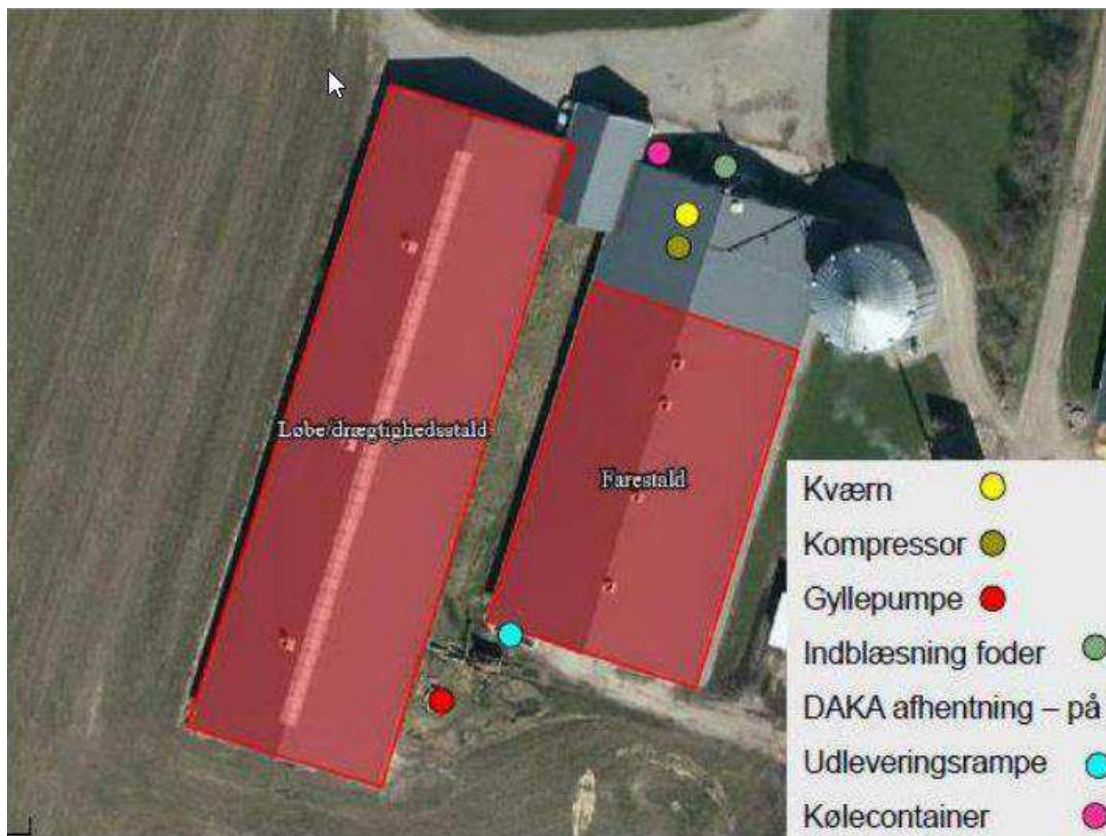 Løbe/drægtighedsstald
Farestald
Kværn
Kompressor
Gyllepumpe
Indblæsning foder
DAKA afhentning – på
Udleveringsrampe
Kølecontainer